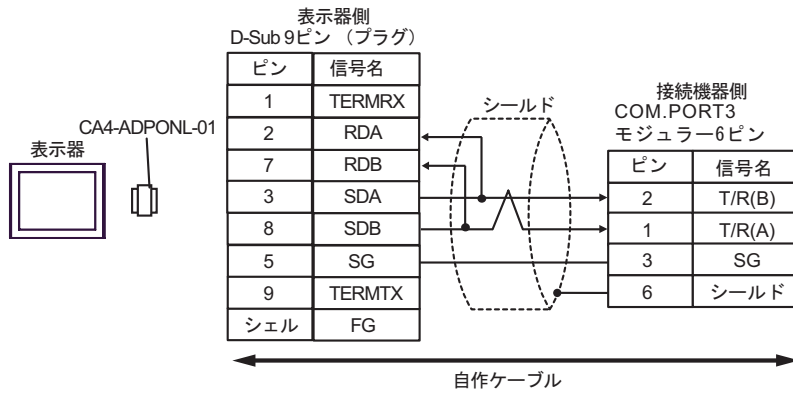 表示器側
D-Sub 9ピン （プラグ）
ピン 信号名
1 TERMRX
2 RDA
7 RDB
3 SDA
8 SDB
5 SG
9 TERMTX
シェル FG
CA4-ADPONL-01
表示器
シールド
接続機器側
COM.PORT3
モジュラー6ピン
ピン 信号名
2 T/R(B)
1 T/R(A)
3 SG
6 シールド
自作ケーブル